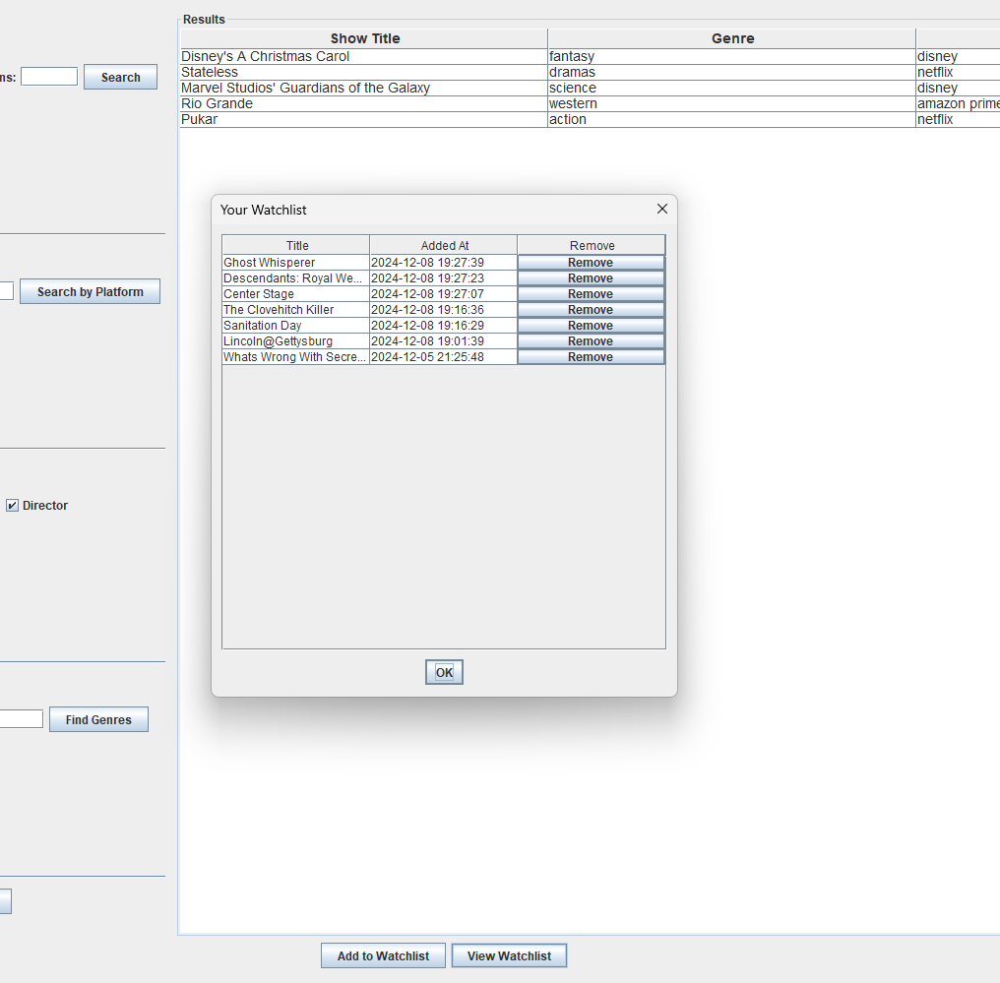 Results
Show Title Genre
Disney's A Christmas Carol fantasy disney
Stateless dramas netflix
Marvel Studios' Guardians of the Galaxy science disney
Rio Grande western amazon prime
Pukar action netflix
ns: Search
Search by Platform
Director
Find Genres
Your Watchlist
Title Added At Remove
Ghost Whisperer 2024-12-08 19:27:39 Remove
Descendants: Royal We... 2024-12-08 19:27:23 Remove
Center Stage 2024-12-08 19:27:07 Remove
The Clovehitch Killer 2024-12-08 19:16:36 Remove
Sanitation Day 2024-12-08 19:16:29 Remove
Lincoln@Gettysburg 2024-12-08 19:01:39 Remove
Whats Wrong With Secre... 2024-12-05 21:25:48 Remove
OK
Add to Watchlist View Watchlist